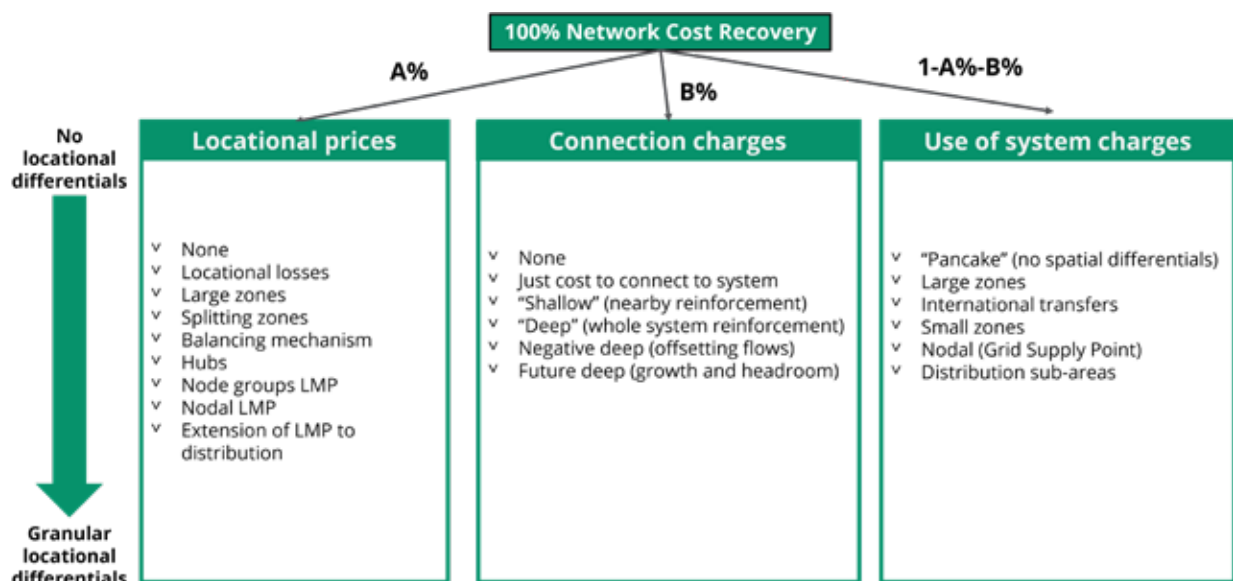 100% Network Cost Recovery
A%
B%
1-A%-B%
No
locational
differentials
Granular
locational
differentials
Locational prices
v None
v Locational losses
v Large zones
v Splitting zones
v Balancing mechanism
v Hubs
v Node groups LMP
v Nodal LMP
v Extension of LMP to
distribution
Connection charges
v None
v Just cost to connect to system
v “Shallow” (nearby reinforcement)
v “Deep” (whole system reinforcement)
v Negative deep (offsetting flows)
v Future deep (growth and headroom)
Use of system charges
v “Pancake” (no spatial differentials)
v Large zones
v International transfers
v Small zones
v Nodal (Grid Supply Point)
v Distribution sub-areas